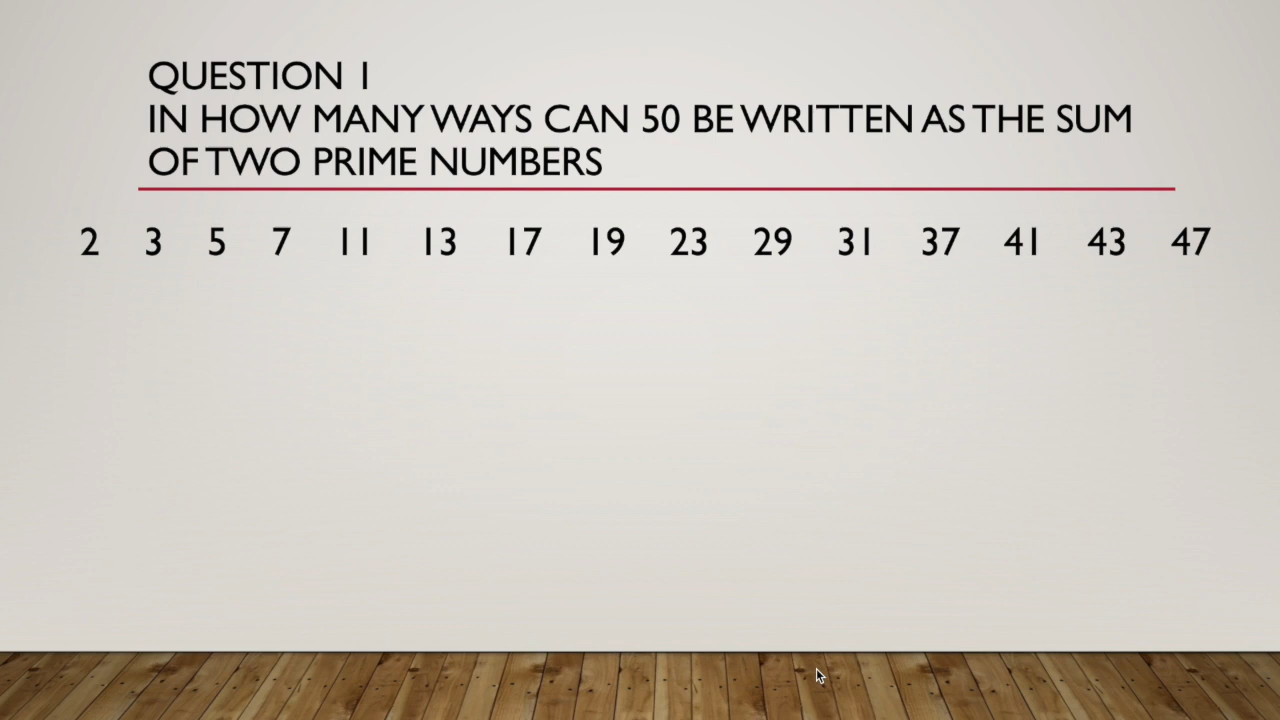 QUESTION 1
IN HOW MANY WAYS CAN 50 BE WRITTEN AS THE SUM
OF TWO PRIME NUMBERS
2 3 5 7 11 13 17 19 23 29 31 37 41 43 47